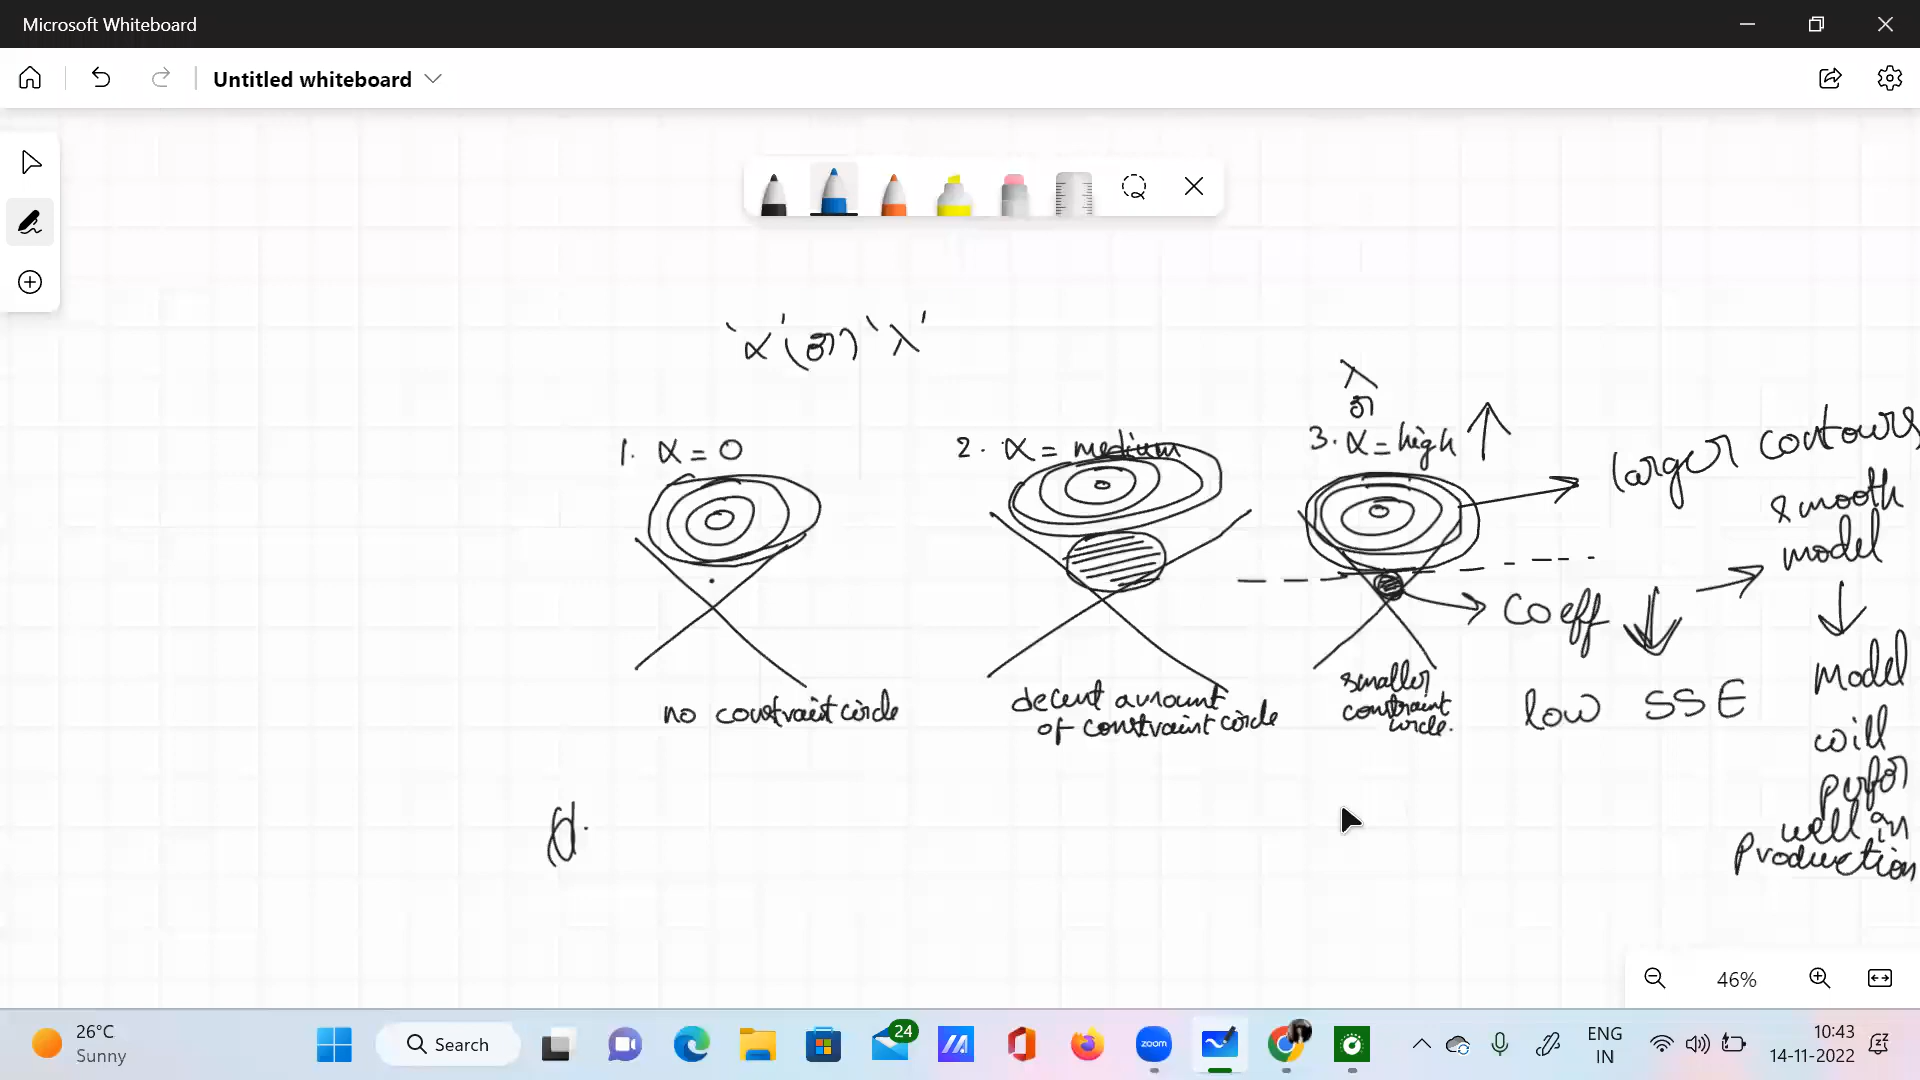 Microsoft Whiteboard
Untitled whiteboard
'α' (or) 'λ'
1. α = 0
no constraint circle
2. α = medium
decent amount
of constraint circle
λ
or
3. α = high ↑
smaller
constraint
circle.
→ larger contours
→ Coeff ↓
low SSE
→ smooth
model
↓
Model
will
perfor
well in
Production
46%
26°C
Sunny
Search
24
zoom
ENG
IN
10:43
14-11-2022